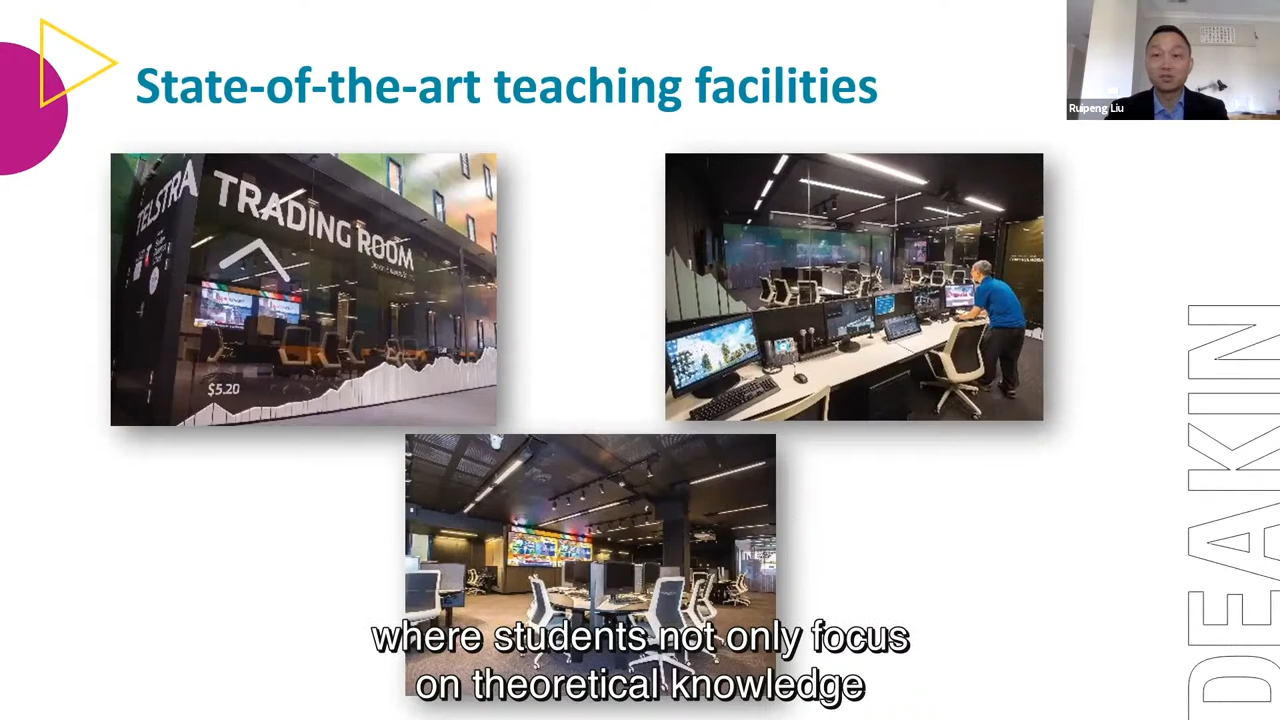 State-of-the-art teaching facilities
Ruipeng Liu
TELSTRA
TRADING ROOM
$5.20
where students not only focus
on theoretical knowledge
DEAKIN